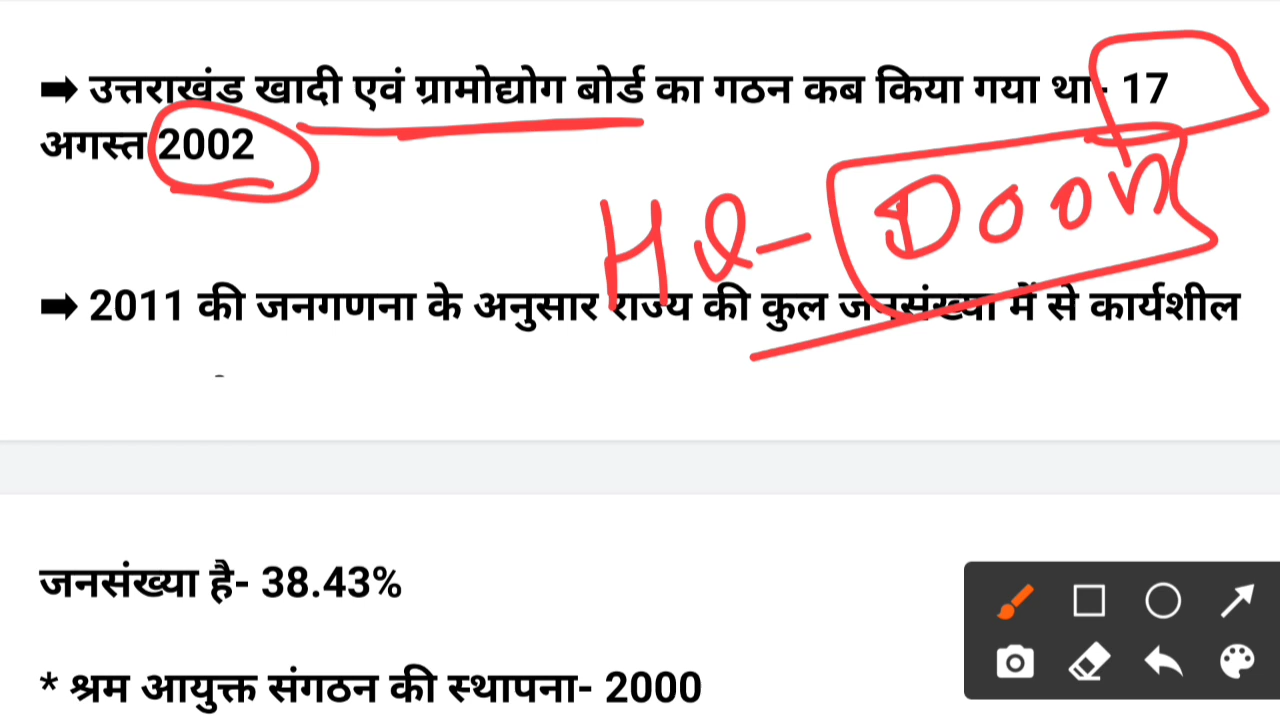 ➡ उत्तराखंड खादी एवं ग्रामोद्योग बोर्ड का गठन कब किया गया था- 17
अगस्त 2002
HQ- Doon
➡ 2011 की जनगणना के अनुसार राज्य की कुल जनसंख्या में से कार्यशील
जनसंख्या है- 38.43%
* श्रम आयुक्त संगठन की स्थापना- 2000